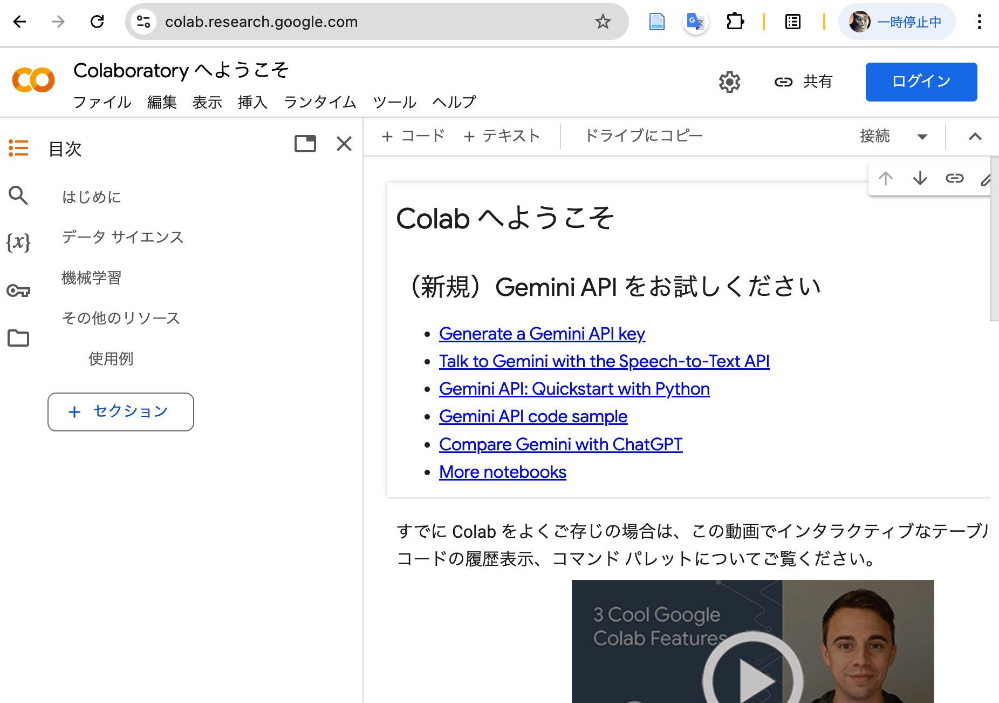 colab.research.google.com
一時停止中
Colaboratory へようこそ
ファイル 編集 表示 挿入 ランタイム ツール ヘルプ
共有
ログイン
目次
はじめに
データ サイエンス
機械学習
その他のリソース
使用例
+ セクション
+ コード + テキスト ドライブにコピー 接続
Colab へようこそ
（新規）Gemini API をお試しください
Generate a Gemini API key
Talk to Gemini with the Speech-to-Text API
Gemini API: Quickstart with Python
Gemini API code sample
Compare Gemini with ChatGPT
More notebooks
すでに Colab をよくご存じの場合は、この動画でインタラクティブなテーブル
コードの履歴表示、コマンド パレットについてご覧ください。
3 Cool Google
Colab Features